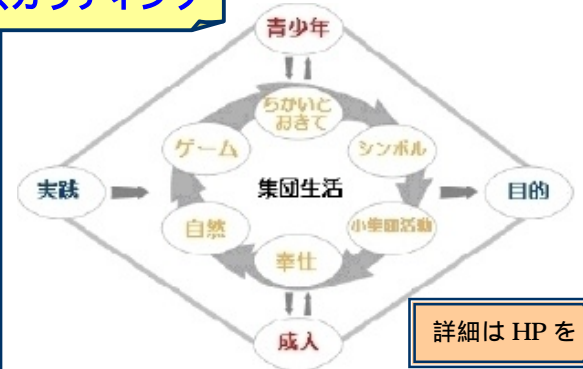 青少年
ちかいと
おきて
ゲーム
シンボル
実践
集団生活
目的
自然
小集団活動
奉仕
成人
詳細は HP を